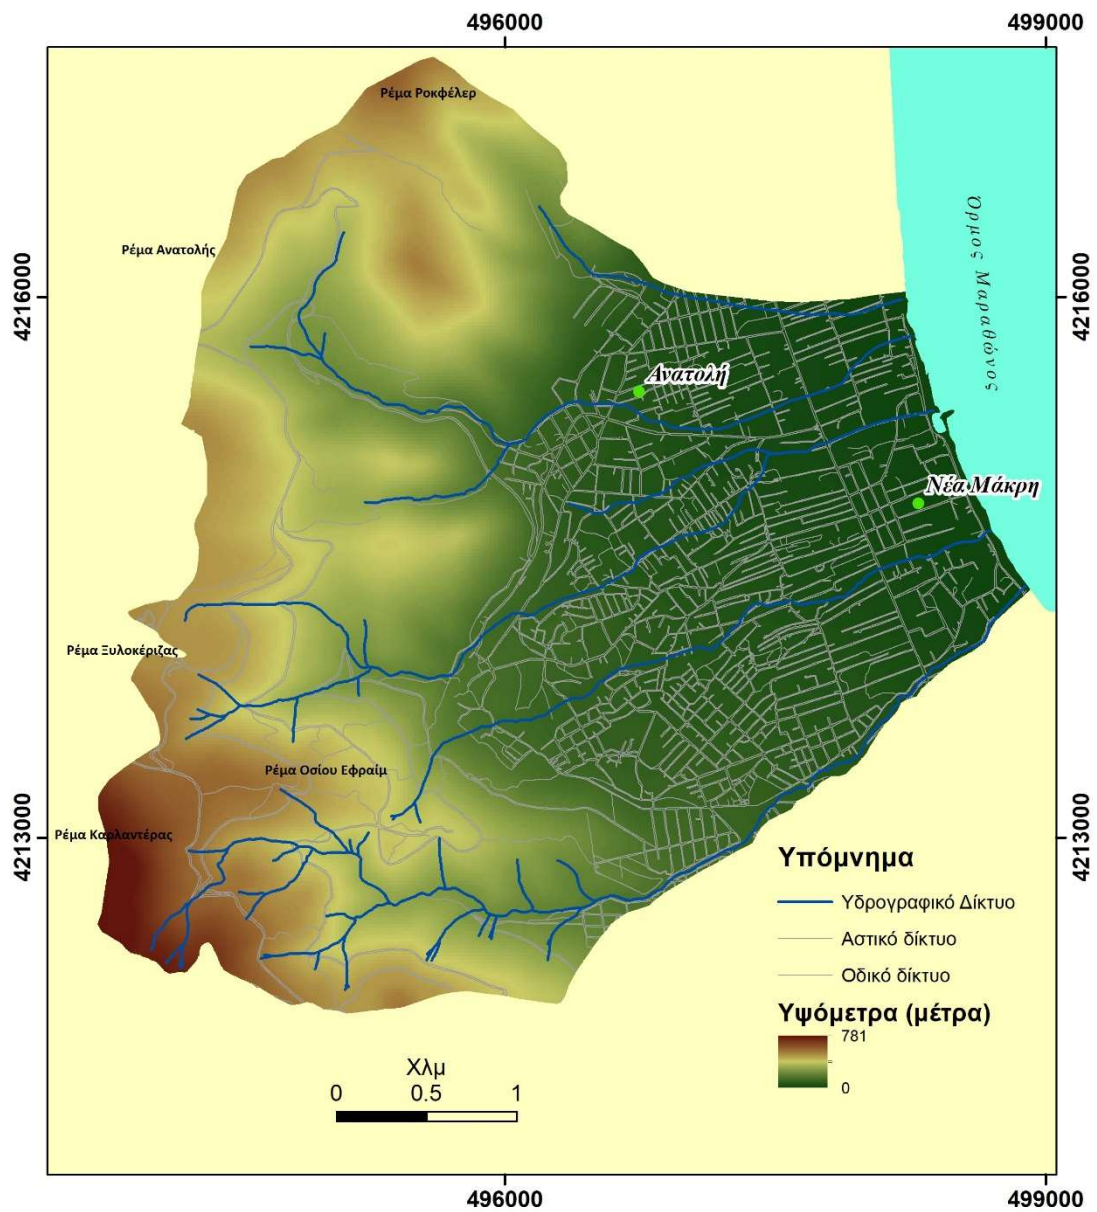 496000
499000
Ρέμα Ροκφέλερ
Ρέμα Ανατολής
Όρμος Μαραθώνος
4216000
4216000
Ανατολή
Νέα Μάκρη
Ρέμα Ξυλοκέριζας
Ρέμα Οσίου Εφραίμ
Ρέμα Καρλαντέρας
4213000
4213000
Υπόμνημα
Υδρογραφικό Δίκτυο
Αστικό δίκτυο
Οδικό δίκτυο
Υψόμετρα (μέτρα)
781
0
Χλμ
0 0.5 1
496000
499000